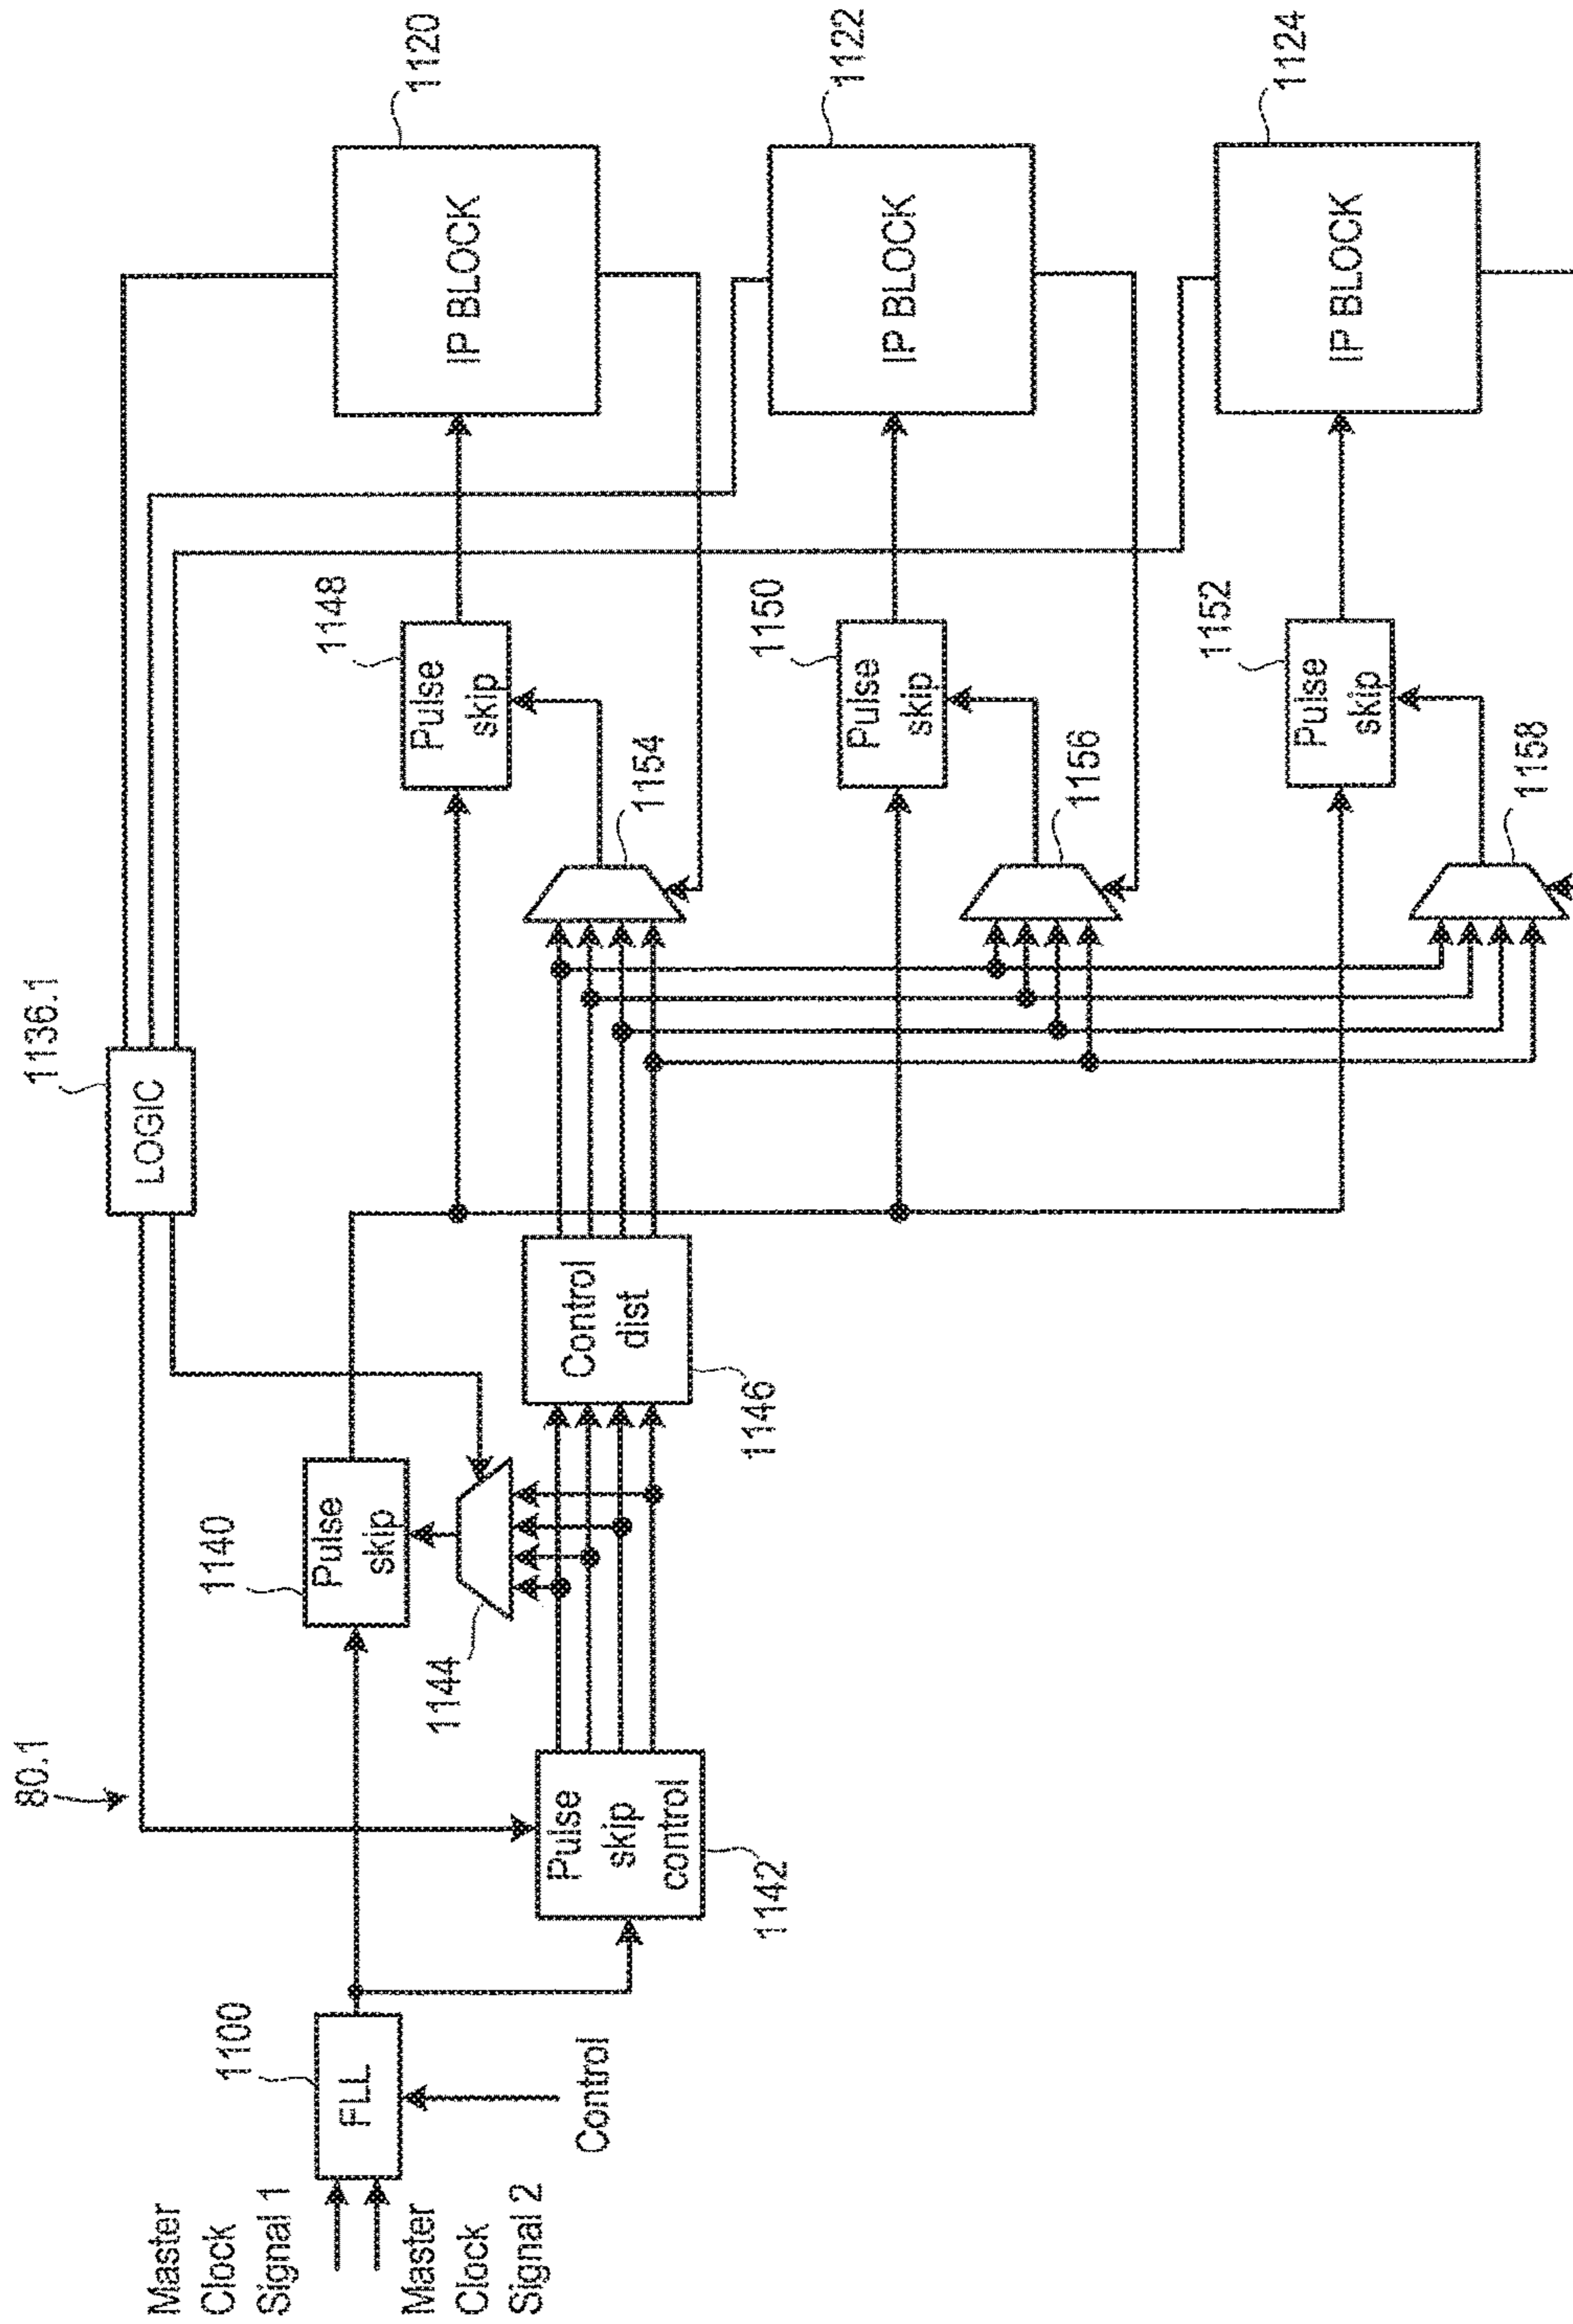 80.1
Master
Clock
Signal 1
Master
Clock
Signal 2
1100
FLL
Control
1140
Pulse
skip
1144
Pulse
skip
control
1142
Control
dist
1146
1136.1
LOGIC
1148
Pulse
skip
1154
1150
Pulse
skip
1156
1152
Pulse
skip
1158
IP BLOCK
1120
IP BLOCK
1122
IP BLOCK
1124